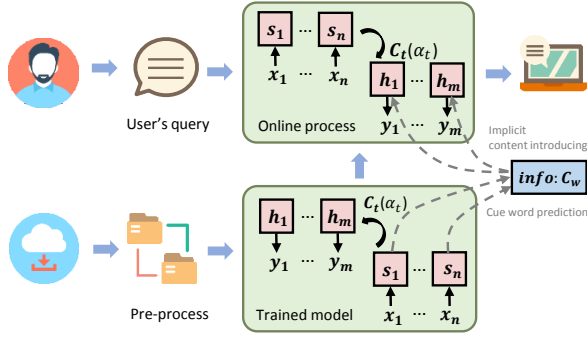 s₁ ⋯ sₙ
Cₜ(αₜ)
x₁ ⋯ xₙ
h₁ ⋯ hₘ
User's query
Online process
y₁ ⋯ yₘ
Implicit
content introducing
info: C_w
Cue word prediction
Cₜ(αₜ)
h₁ ⋯ hₘ
y₁ ⋯ yₘ
s₁ ⋯ sₙ
Pre-process
Trained model
x₁ ⋯ xₙ